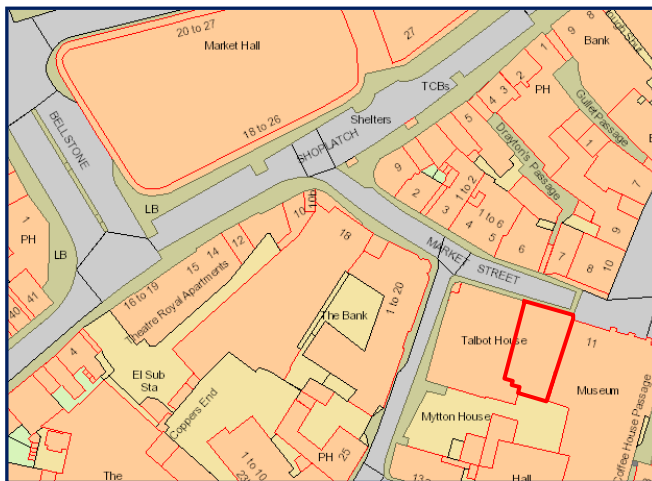 20 to 27
Market Hall
27
18 to 26
BELLSTONE
LB
LB
SHOPLATCH
Shelters
TCBs
PH
1
2
3
4
5
9
8
Bank
Gullet Passage
Drayton's Passage
1
7
9
2
3
4
1 to 2
1 to 6
5
6
7
8
9
10
MARKET STREET
1
PH
41
40
10
10b
12
14
15
16 to 19
Theatre Royal Apartments
18
The Bank
1 to 20
4
El Sub
Sta
Coppers End
Talbot House
11
Museum
Mytton House
Coffee House Passage
PH
25
1 to 10
Hall
The